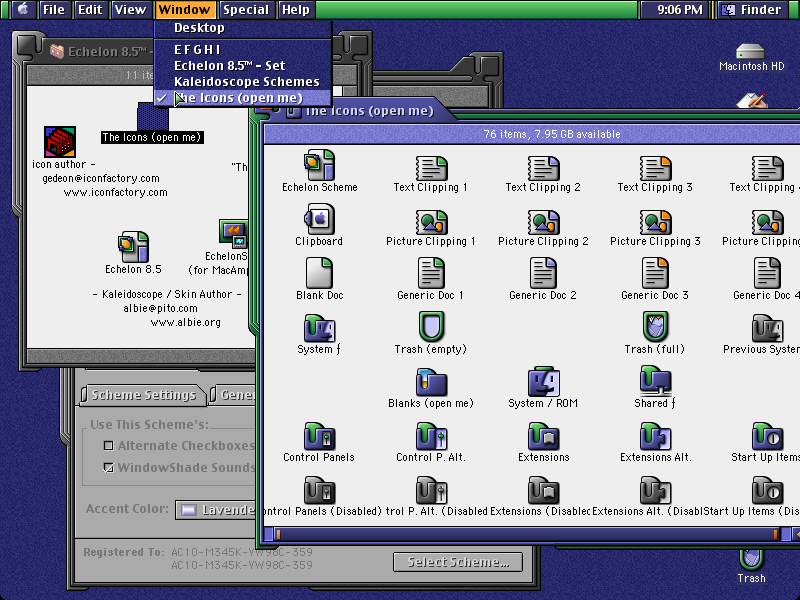 File Edit View Window Special Help 9:06 PM Finder
Desktop
E F G H I
Echelon 8.5™ - Set
Kaleidoscope Schemes
The Icons (open me)
Echelon 8.5™ -
11 items
The Icons (open me)
icon author -
gedeon@iconfactory.com
www.iconfactory.com
"Th
Echelon 8.5
EchelonS
(for MacAmp
- Kaleidoscope / Skin Author -
albie@pito.com
www.albie.org
Macintosh HD
The Icons (open me)
76 items, 7.95 GB available
Echelon Scheme Text Clipping 1 Text Clipping 2 Text Clipping 3 Text Clipping 4
Clipboard Picture Clipping 1 Picture Clipping 2 Picture Clipping 3 Picture Clipping
Blank Doc Generic Doc 1 Generic Doc 2 Generic Doc 3 Generic Doc 4
System ƒ Trash (empty) Trash (full) Previous System
Blanks (open me) System / ROM Shared ƒ
Control Panels Control P. Alt. Extensions Extensions Alt. Start Up Items
ontrol Panels (Disabled) trol P. Alt. (Disabled Extensions (Disabled Extensions Alt. (Disabl Start Up Items (Dis
Scheme Settings Gene
Use This Scheme's:
Alternate Checkboxes
WindowShade Sounds
Accent Color: Lavende
Registered To: AC10-M345K-YW98C-359
AC10-M345K-YW98C-359
Select Scheme...
Trash